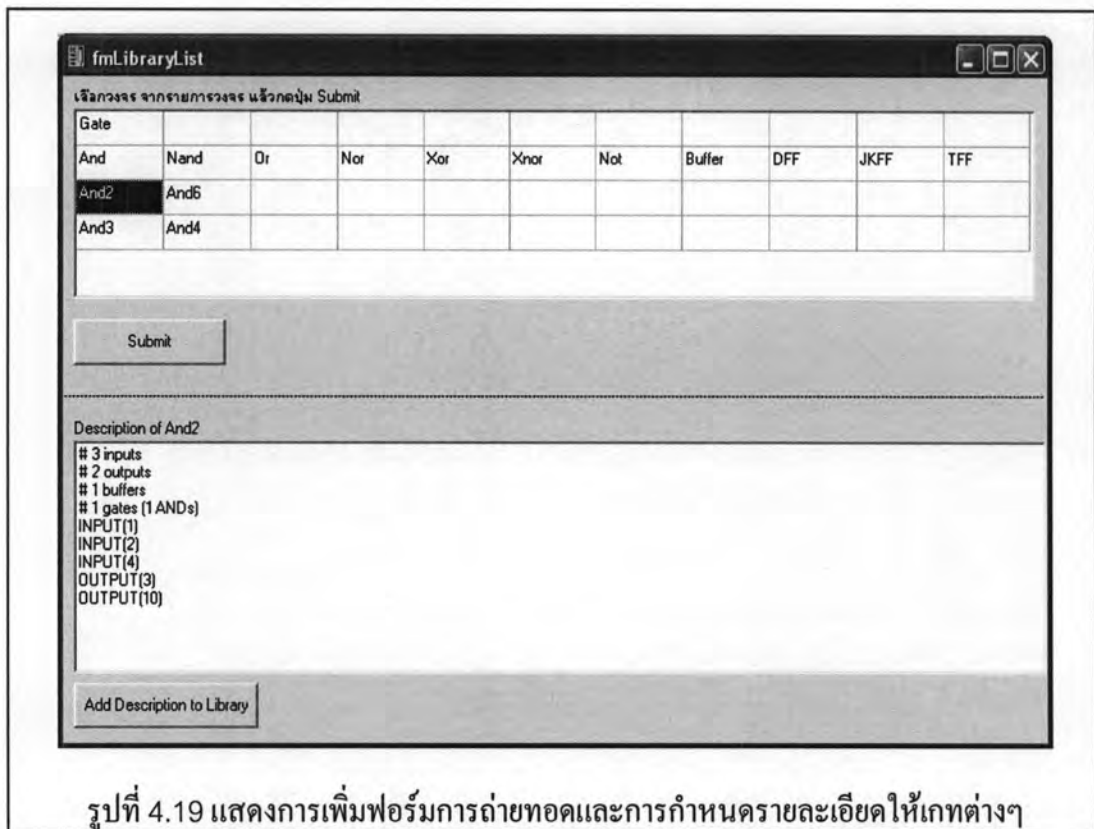 fmLibraryList
เลือกวงจร จากรายการวงจร แล้วกดปุ่ม Submit
Gate
And Nand Or Nor Xor Xnor Not Buffer DFF JKFF TFF
And2 And6
And3 And4
Submit
Description of And2
# 3 inputs
# 2 outputs
# 1 buffers
# 1 gates (1 ANDs)
INPUT(1)
INPUT(2)
INPUT(4)
OUTPUT(3)
OUTPUT(10)
Add Description to Library
รูปที่ 4.19 แสดงการเพิ่มฟอร์มการถ่ายทอดและการกำหนดรายละเอียดให้เกทต่างๆ